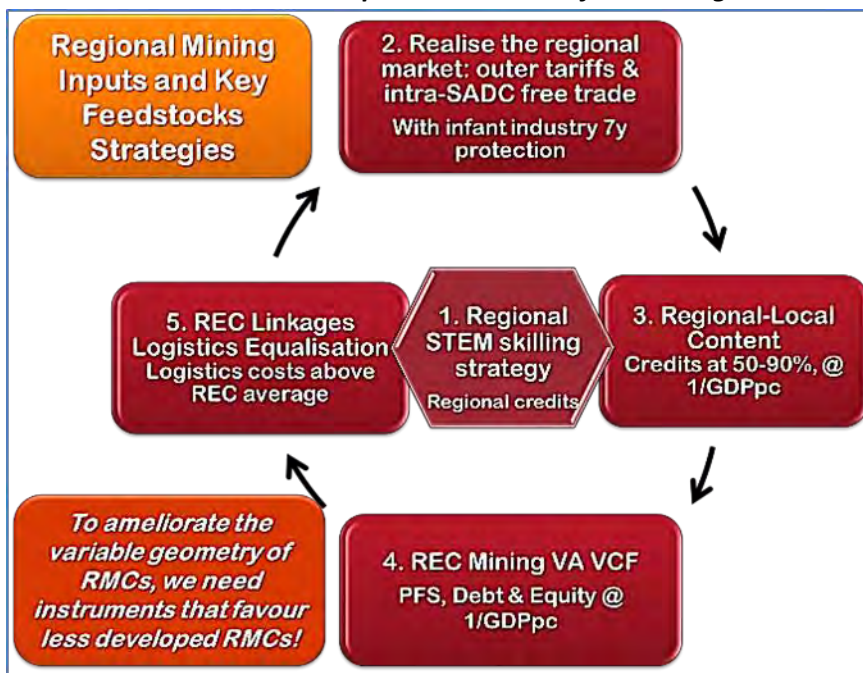 Regional Mining
Inputs and Key
Feedstocks
Strategies
2. Realise the regional
market: outer tariffs &
intra-SADC free trade
With infant industry 7y
protection
5. REC Linkages
Logistics Equalisation
Logistics costs above
REC average
1. Regional
STEM skilling
strategy
Regional credits
3. Regional-Local
Content
Credits at 50-90%, @
1/GDPpc
To ameliorate the
variable geometry of
RMCs, we need
instruments that favour
less developed RMCs!
4. REC Mining VA VCF
PFS, Debt & Equity @
1/GDPpc